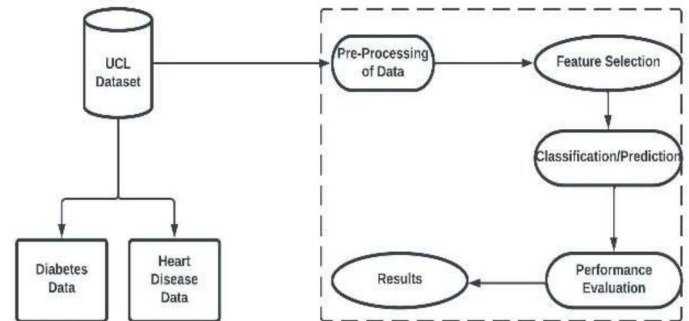 UCL
Dataset
Pre-Processing
of Data
Feature Selection
Classification/Prediction
Diabetes
Data
Heart
Disease
Data
Results
Performance
Evaluation